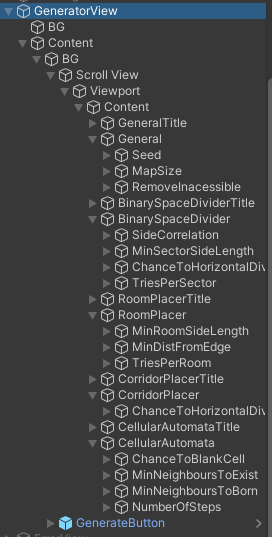 GeneratorView
BG
Content
BG
Scroll View
Viewport
Content
GeneralTitle
General
Seed
MapSize
RemoveInacessible
BinarySpaceDividerTitle
BinarySpaceDivider
SideCorrelation
MinSectorSideLength
ChanceToHorizontalDiv
TriesPerSector
RoomPlacerTitle
RoomPlacer
MinRoomSideLength
MinDistFromEdge
TriesPerRoom
CorridorPlacerTitle
CorridorPlacer
ChanceToHorizontalDiv
CellularAutomataTitle
CellularAutomata
ChanceToBlankCell
MinNeighboursToExist
MinNeighboursToBorn
NumberOfSteps
GenerateButton